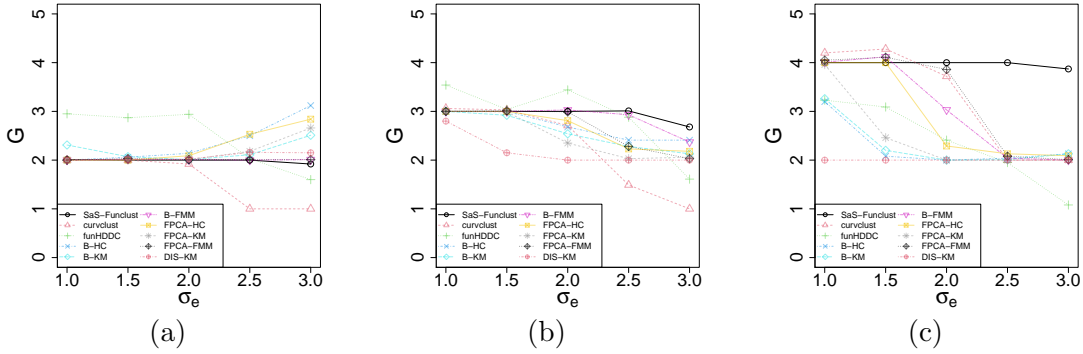 5
4
3
2
1
0
G
SaS-Funclust
curvclust
funHDDC
B-HC
B-KM
B-FMM
FPCA-HC
FPCA-KM
FPCA-FMM
DIS-KM
1.0 1.5 2.0 2.5 3.0
σe
(a)
5
4
3
2
1
0
G
SaS-Funclust
curvclust
funHDDC
B-HC
B-KM
B-FMM
FPCA-HC
FPCA-KM
FPCA-FMM
DIS-KM
1.0 1.5 2.0 2.5 3.0
σe
(b)
5
4
3
2
1
0
G
SaS-Funclust
curvclust
funHDDC
B-HC
B-KM
B-FMM
FPCA-HC
FPCA-KM
FPCA-FMM
DIS-KM
1.0 1.5 2.0 2.5 3.0
σe
(c)